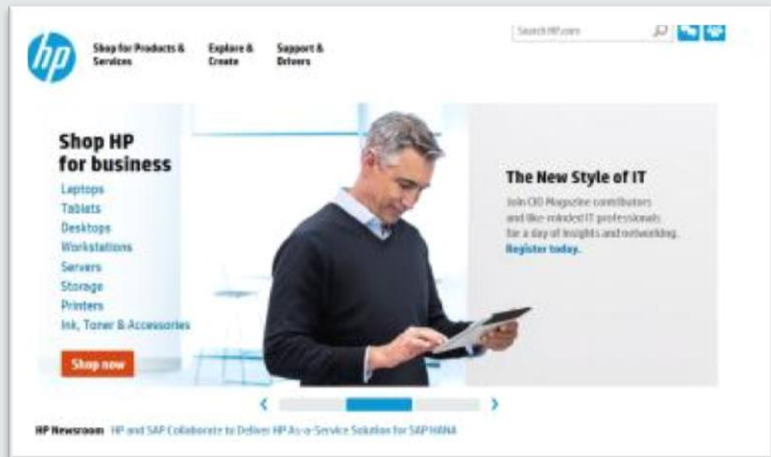 hp
Shop for Products &
Services
Explore &
Create
Support &
Drivers
Search HP.com
Shop HP
for business
Laptops
Tablets
Desktops
Workstations
Servers
Storage
Printers
Ink, Toner & Accessories
Shop now
The New Style of IT
Join CIO Magazine contributors
and like-minded IT professionals
for a day of insights and networking.
Register today.
HP Newsroom HP and SAP Collaborate to Deliver HP As-a-Service Solution for SAP HANA